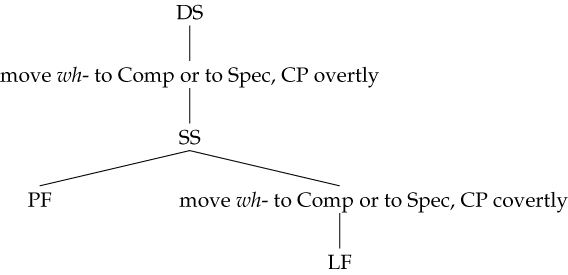 DS
move wh- to Comp or to Spec, CP overtly
SS
PF
move wh- to Comp or to Spec, CP covertly
LF